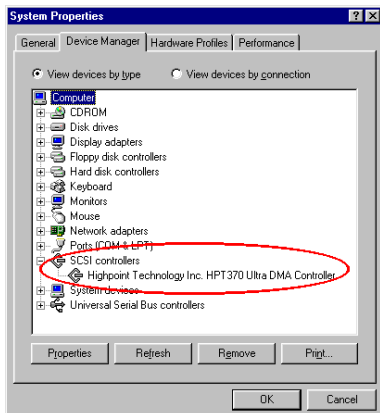 System Properties
General Device Manager Hardware Profiles Performance
View devices by type View devices by connection
Computer
CDROM
Disk drives
Display adapters
Floppy disk controllers
Hard disk controllers
Keyboard
Monitors
Mouse
Network adapters
Ports (COM & LPT)
SCSI controllers
Highpoint Technology Inc. HPT370 Ultra DMA Controller
System devices
Universal Serial Bus controllers
Properties Refresh Remove Print...
OK Cancel